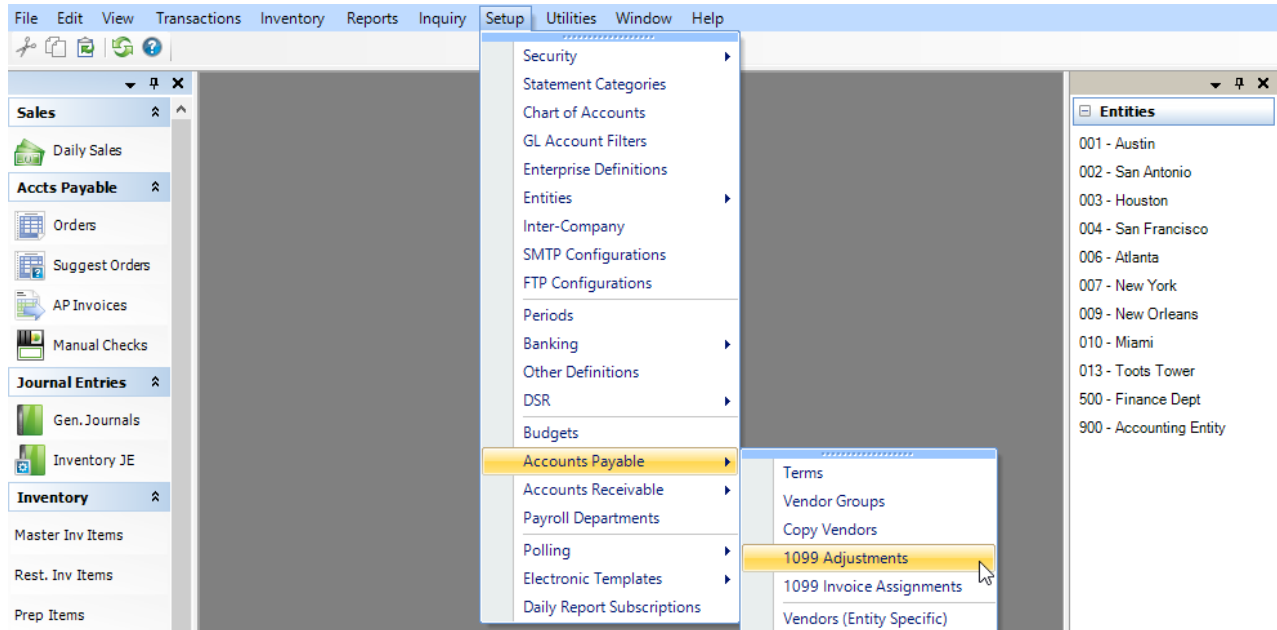 File Edit View Transactions Inventory Reports Inquiry Setup Utilities Window Help
Sales
Daily Sales
Accts Payable
Orders
Suggest Orders
AP Invoices
Manual Checks
Journal Entries
Gen. Journals
Inventory JE
Inventory
Master Inv Items
Rest. Inv Items
Prep Items
Security
Statement Categories
Chart of Accounts
GL Account Filters
Enterprise Definitions
Entities
Inter-Company
SMTP Configurations
FTP Configurations
Periods
Banking
Other Definitions
DSR
Budgets
Accounts Payable
Accounts Receivable
Payroll Departments
Polling
Electronic Templates
Daily Report Subscriptions
Terms
Vendor Groups
Copy Vendors
1099 Adjustments
1099 Invoice Assignments
Vendors (Entity Specific)
Entities
001 - Austin
002 - San Antonio
003 - Houston
004 - San Francisco
006 - Atlanta
007 - New York
009 - New Orleans
010 - Miami
013 - Toots Tower
500 - Finance Dept
900 - Accounting Entity